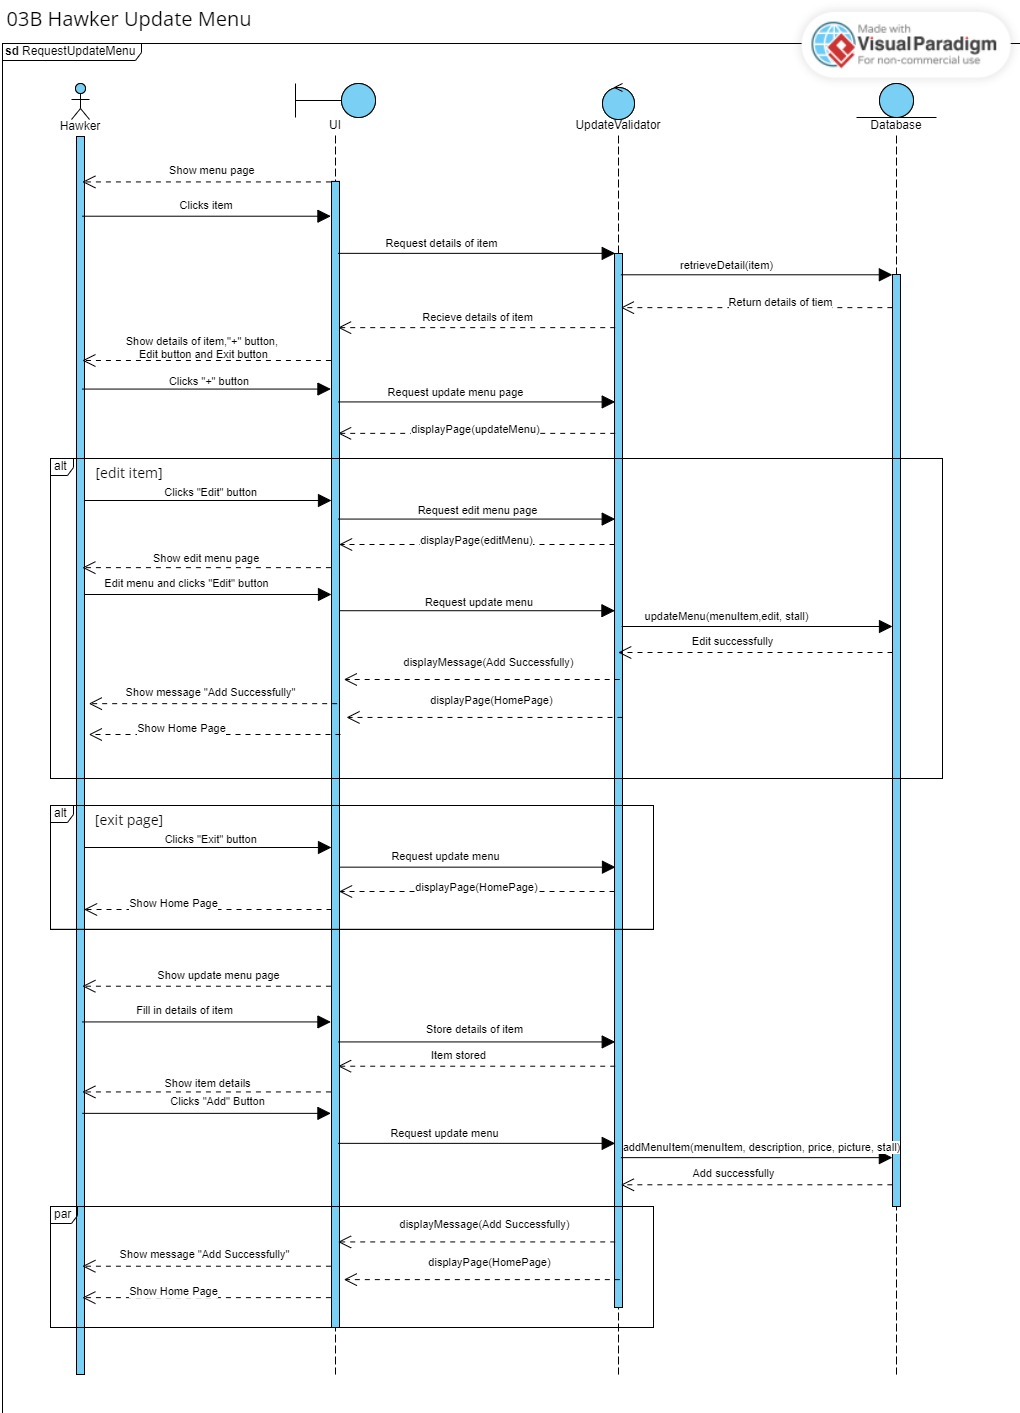 03B Hawker Update Menu
Made with
VisualParadigm
For non-commercial use
sd RequestUpdateMenu
Hawker
UI
UpdateValidator
Database
Show menu page
Clicks item
Request details of item
retrieveDetail(item)
Return details of tiem
Recieve details of item
Show details of item,"+" button,
Edit button and Exit button
Clicks "+" button
Request update menu page
displayPage(updateMenu)
alt
[edit item]
Clicks "Edit" button
Request edit menu page
displayPage(editMenu)
Show edit menu page
Edit menu and clicks "Edit" button
Request update menu
updateMenu(menuItem,edit, stall)
Edit successfully
displayMessage(Add Successfully)
Show message "Add Successfully"
displayPage(HomePage)
Show Home Page
alt
[exit page]
Clicks "Exit" button
Request update menu
displayPage(HomePage)
Show Home Page
Show update menu page
Fill in details of item
Store details of item
Item stored
Show item details
Clicks "Add" Button
Request update menu
addMenuItem(menuItem, description, price, picture, stall)
Add successfully
par
displayMessage(Add Successfully)
Show message "Add Successfully"
displayPage(HomePage)
Show Home Page